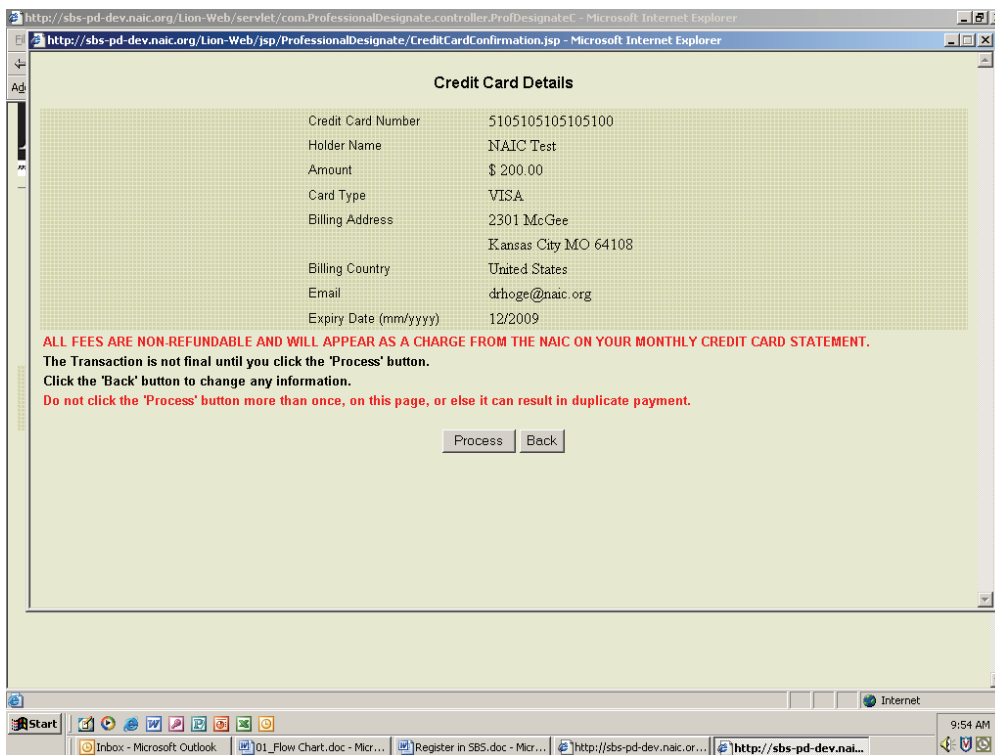 http://sbs-pd-dev.naic.org/Lion-Web/servlet/com.ProfessionalDesignate.controller.ProfDesignateC - Microsoft Internet Explorer
http://sbs-pd-dev.naic.org/Lion-Web/jsp/ProfessionalDesignate/CreditCardConfirmation.jsp - Microsoft Internet Explorer
Credit Card Details
Credit Card Number 5105105105105100
Holder Name NAIC Test
Amount $ 200.00
Card Type VISA
Billing Address 2301 McGee
Kansas City MO 64108
Billing Country United States
Email drhoge@naic.org
Expiry Date (mm/yyyy) 12/2009
ALL FEES ARE NON-REFUNDABLE AND WILL APPEAR AS A CHARGE FROM THE NAIC ON YOUR MONTHLY CREDIT CARD STATEMENT.
The Transaction is not final until you click the 'Process' button.
Click the 'Back' button to change any information.
Do not click the 'Process' button more than once, on this page, or else it can result in duplicate payment.
Process Back
Internet
Start 9:54 AM
Inbox - Microsoft Outlook 01_Flow Chart.doc - Micr... Register in SBS.doc - Micr... http://sbs-pd-dev.naic.or... http://sbs-pd-dev.nai...